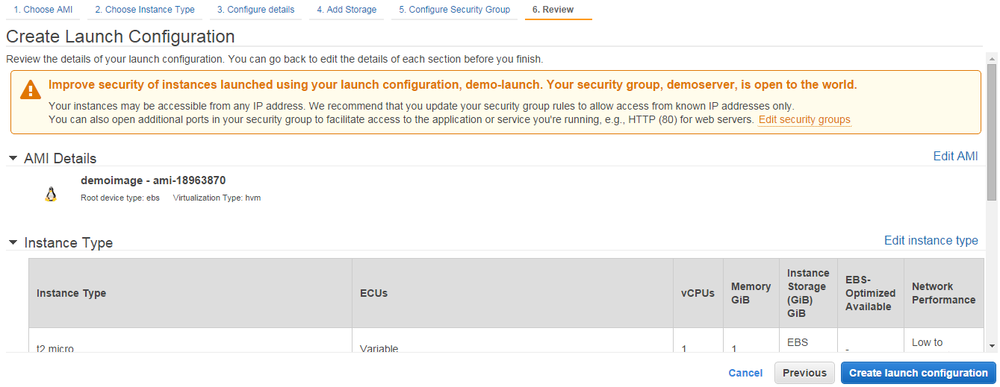 1. Choose AMI 2. Choose Instance Type 3. Configure details 4. Add Storage 5. Configure Security Group 6. Review
Create Launch Configuration
Review the details of your launch configuration. You can go back to edit the details of each section before you finish.
Improve security of instances launched using your launch configuration, demo-launch. Your security group, demoserver, is open to the world.
Your instances may be accessible from any IP address. We recommend that you update your security group rules to allow access from known IP addresses only.
You can also open additional ports in your security group to facilitate access to the application or service you're running, e.g., HTTP (80) for web servers. Edit security groups
AMI Details Edit AMI
demoimage - ami-18963870
Root device type: ebs Virtualization Type: hvm
Instance Type Edit instance type
Instance Type ECUs vCPUs Memory GiB Instance Storage (GiB) GiB EBS-Optimized Available Network Performance
t2.micro Variable 1 1 EBS - Low to
Cancel Previous Create launch configuration